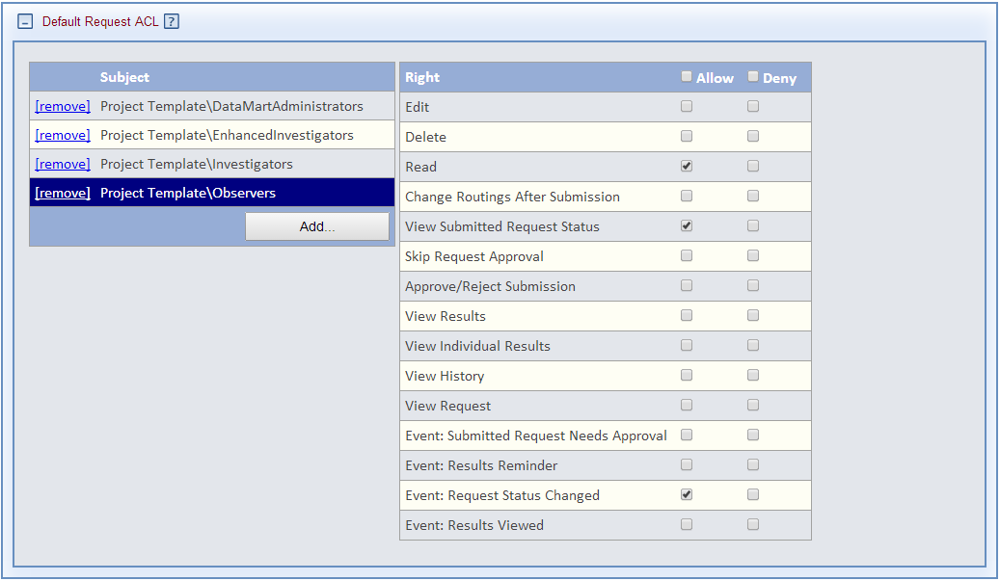 Default Request ACL ?
Subject
[remove] Project Template\DataMartAdministrators
[remove] Project Template\EnhancedInvestigators
[remove] Project Template\Investigators
[remove] Project Template\Observers
Add...
Right Allow Deny
Edit
Delete
Read
Change Routings After Submission
View Submitted Request Status
Skip Request Approval
Approve/Reject Submission
View Results
View Individual Results
View History
View Request
Event: Submitted Request Needs Approval
Event: Results Reminder
Event: Request Status Changed
Event: Results Viewed